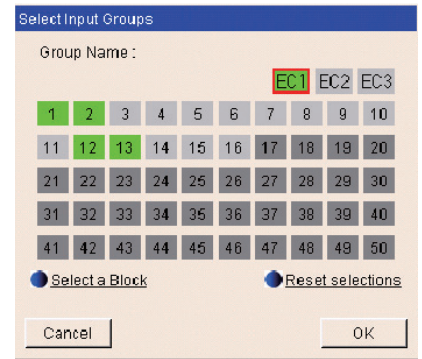 Select Input Groups
Group Name :
EC1 EC2 EC3
1 2 3 4 5 6 7 8 9 10
11 12 13 14 15 16 17 18 19 20
21 22 23 24 25 26 27 28 29 30
31 32 33 34 35 36 37 38 39 40
41 42 43 44 45 46 47 48 49 50
Select a Block Reset selections
Cancel OK